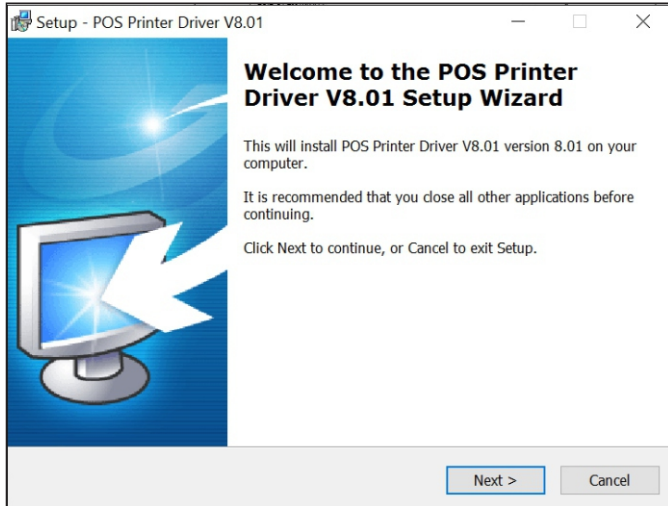 Setup - POS Printer Driver V8.01
Welcome to the POS Printer
Driver V8.01 Setup Wizard
This will install POS Printer Driver V8.01 version 8.01 on your
computer.
It is recommended that you close all other applications before
continuing.
Click Next to continue, or Cancel to exit Setup.
Next >
Cancel